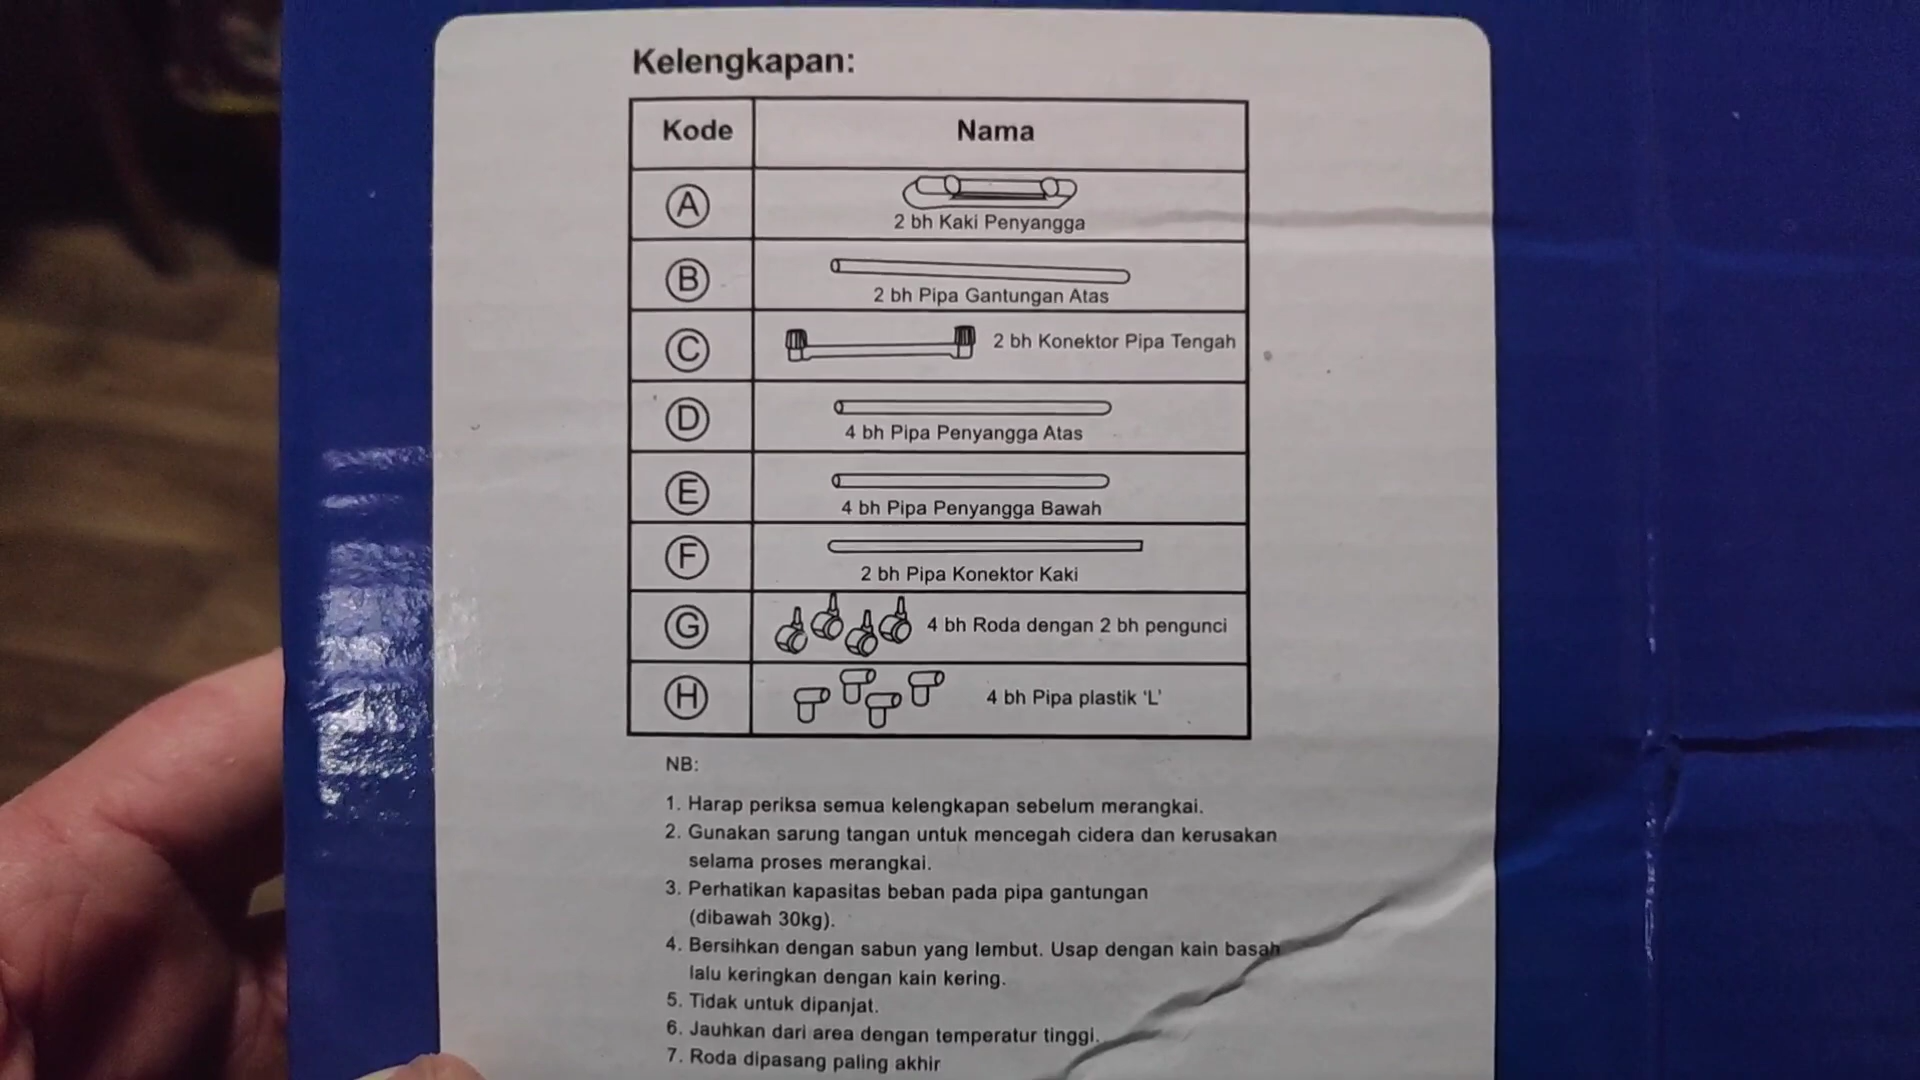 Kelengkapan:
Kode Nama
A 2 bh Kaki Penyangga
B 2 bh Pipa Gantungan Atas
C 2 bh Konektor Pipa Tengah
D 4 bh Pipa Penyangga Atas
E 4 bh Pipa Penyangga Bawah
F 2 bh Pipa Konektor Kaki
G 4 bh Roda dengan 2 bh pengunci
H 4 bh Pipa plastik ‘L’
NB:
1. Harap periksa semua kelengkapan sebelum merangkai.
2. Gunakan sarung tangan untuk mencegah cidera dan kerusakan
selama proses merangkai.
3. Perhatikan kapasitas beban pada pipa gantungan
(dibawah 30kg).
4. Bersihkan dengan sabun yang lembut. Usap dengan kain basah
lalu keringkan dengan kain kering.
5. Tidak untuk dipanjat.
6. Jauhkan dari area dengan temperatur tinggi.
7. Roda dipasang paling akhir